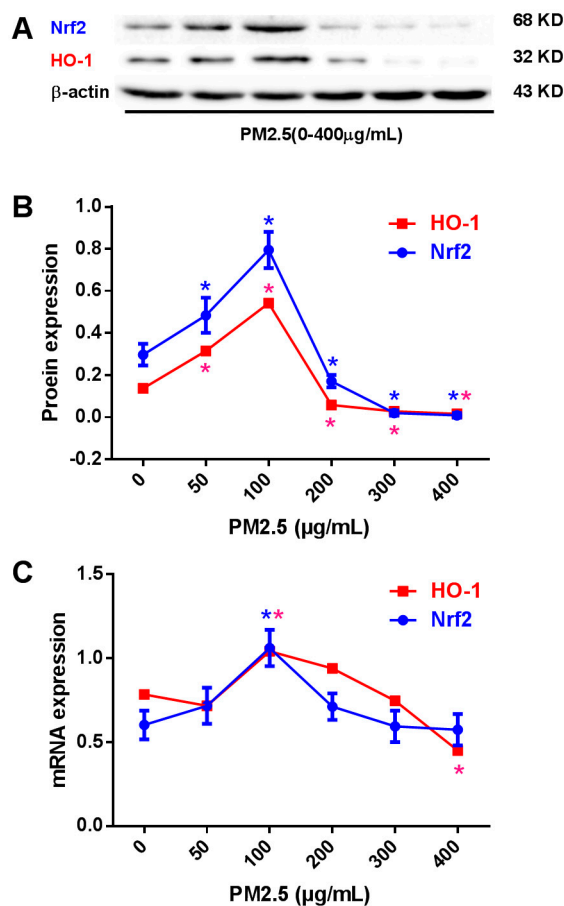 A
Nrf2
68 KD
HO-1
32 KD
β-actin
43 KD
PM2.5(0-400μg/mL)
B
1.0
0.8
0.6
0.4
0.2
0.0
-0.2
Proein expression
* * * * * *
* * * * *
HO-1
Nrf2
0 50 100 200 300 400
PM2.5 (μg/mL)
C
1.5
1.0
0.5
0.0
mRNA expression
**
*
HO-1
Nrf2
0 50 100 200 300 400
PM2.5 (μg/mL)